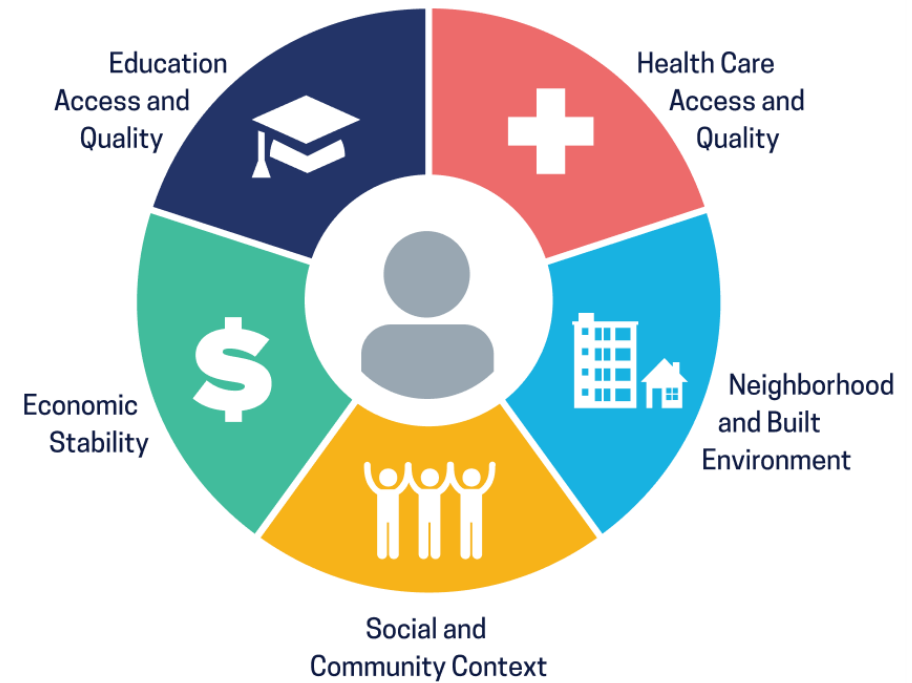 Education
Access and
Quality
Health Care
Access and
Quality
Economic
Stability
Neighborhood
and Built
Environment
Social and
Community Context